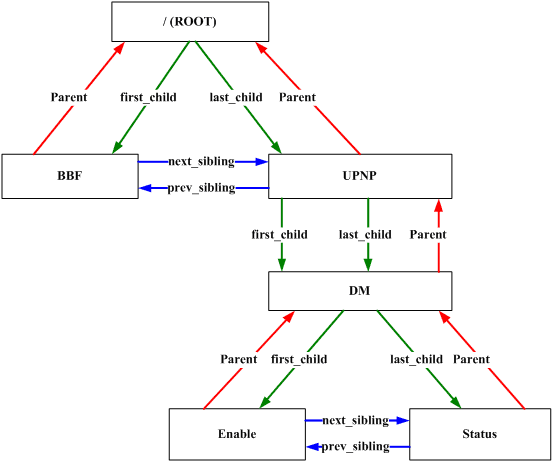 / (ROOT)
Parent
first_child
last_child
Parent
BBF
next_sibling
prev_sibling
UPNP
first_child
last_child
Parent
DM
Parent
first_child
last_child
Parent
Enable
next_sibling
prev_sibling
Status